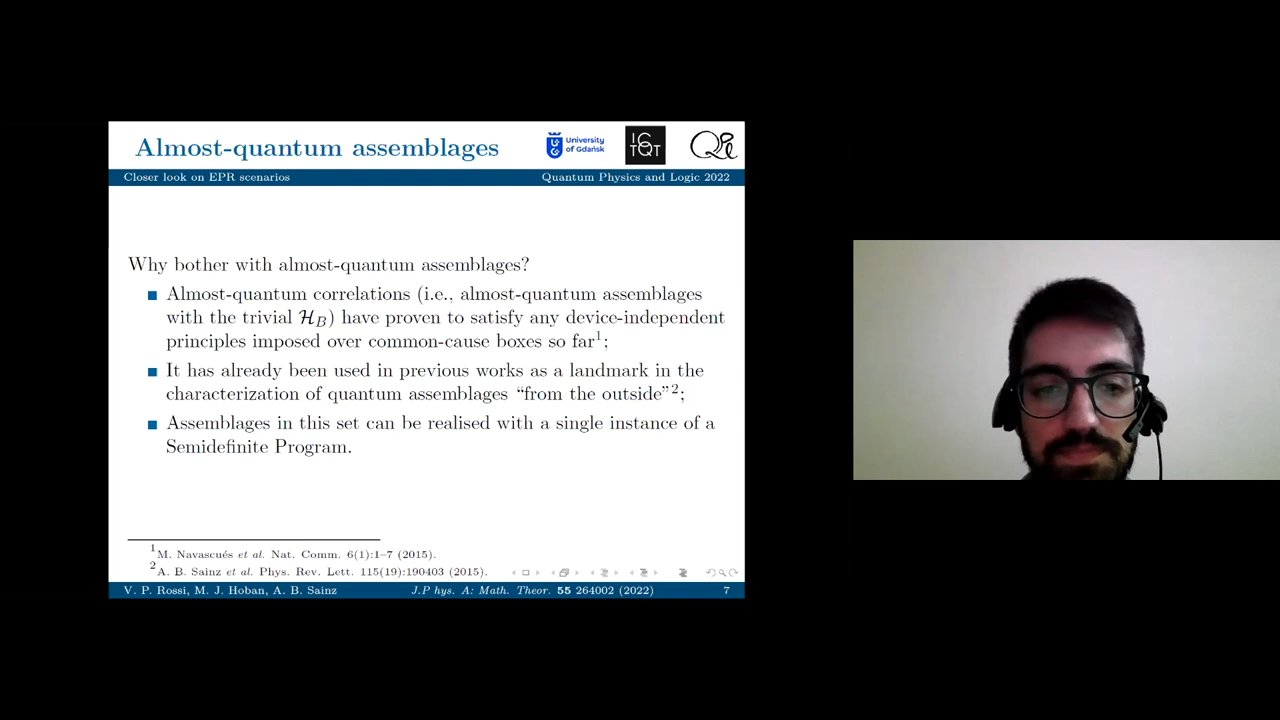 Almost-quantum assemblages
University
of Gdańsk
IC
TQT
Closer look on EPR scenarios
Quantum Physics and Logic 2022
Why bother with almost-quantum assemblages?
Almost-quantum correlations (i.e., almost-quantum assemblages
with the trivial ℋB) have proven to satisfy any device-independent
principles imposed over common-cause boxes so far1;
It has already been used in previous works as a landmark in the
characterization of quantum assemblages “from the outside”2;
Assemblages in this set can be realised with a single instance of a
Semidefinite Program.
1M. Navascués et al. Nat. Comm. 6(1):1–7 (2015).
2A. B. Sainz et al. Phys. Rev. Lett. 115(19):190403 (2015).
V. P. Rossi, M. J. Hoban, A. B. Sainz
J.P hys. A: Math. Theor. 55 264002 (2022)
7